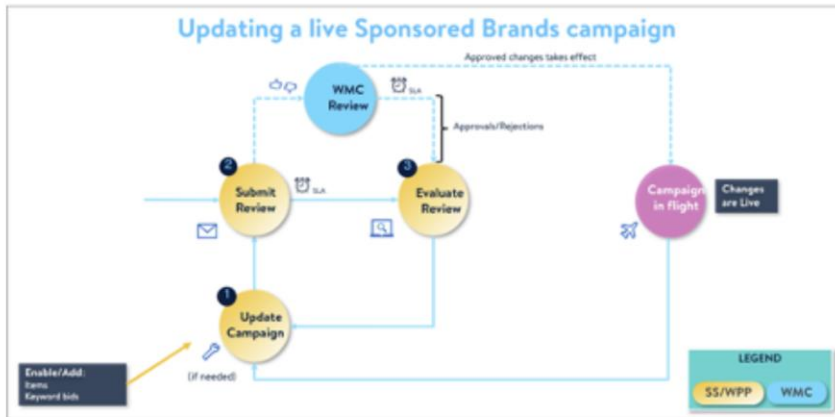 Updating a live Sponsored Brands campaign
Approved changes takes effect
WMC
Review
SLA
Approvals/Rejections
2
Submit
Review
SLA
3
Evaluate
Review
Campaign
in flight
Changes
are Live
1
Update
Campaign
(if needed)
Enable/Add:
Items
Keyword bids
LEGEND
SS/WPP
WMC